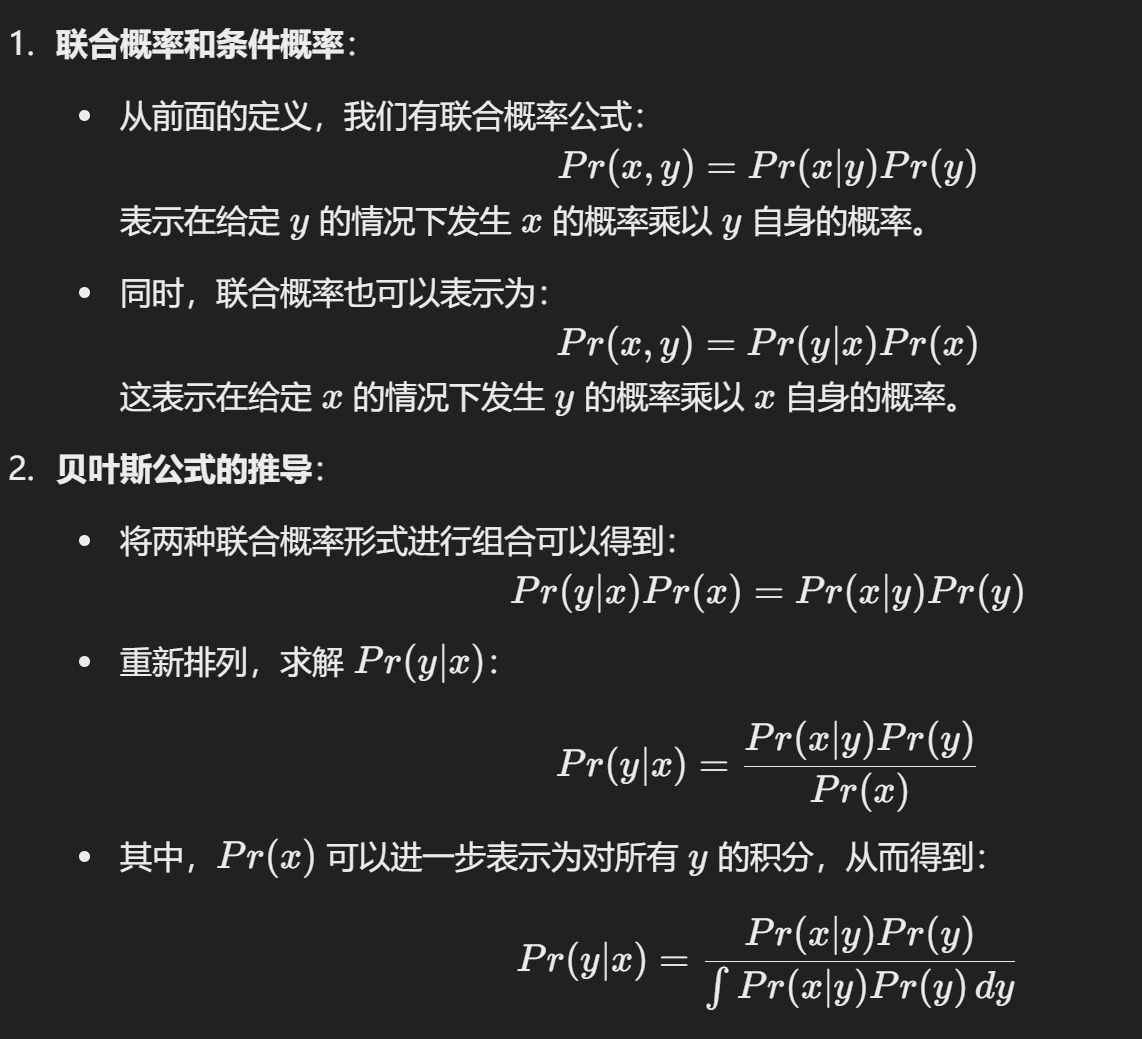 1. 联合概率和条件概率：
• 从前面的定义，我们有联合概率公式：
Pr(x, y) = Pr(x|y)Pr(y)
表示在给定 y 的情况下发生 x 的概率乘以 y 自身的概率。
• 同时，联合概率也可以表示为：
Pr(x, y) = Pr(y|x)Pr(x)
这表示在给定 x 的情况下发生 y 的概率乘以 x 自身的概率。
2. 贝叶斯公式的推导：
• 将两种联合概率形式进行组合可以得到：
Pr(y|x)Pr(x) = Pr(x|y)Pr(y)
• 重新排列，求解 Pr(y|x)：
Pr(y|x) = \frac{Pr(x|y)Pr(y)}{Pr(x)}
• 其中，Pr(x) 可以进一步表示为对所有 y 的积分，从而得到：
Pr(y|x) = \frac{Pr(x|y)Pr(y)}{\int Pr(x|y)Pr(y) dy}